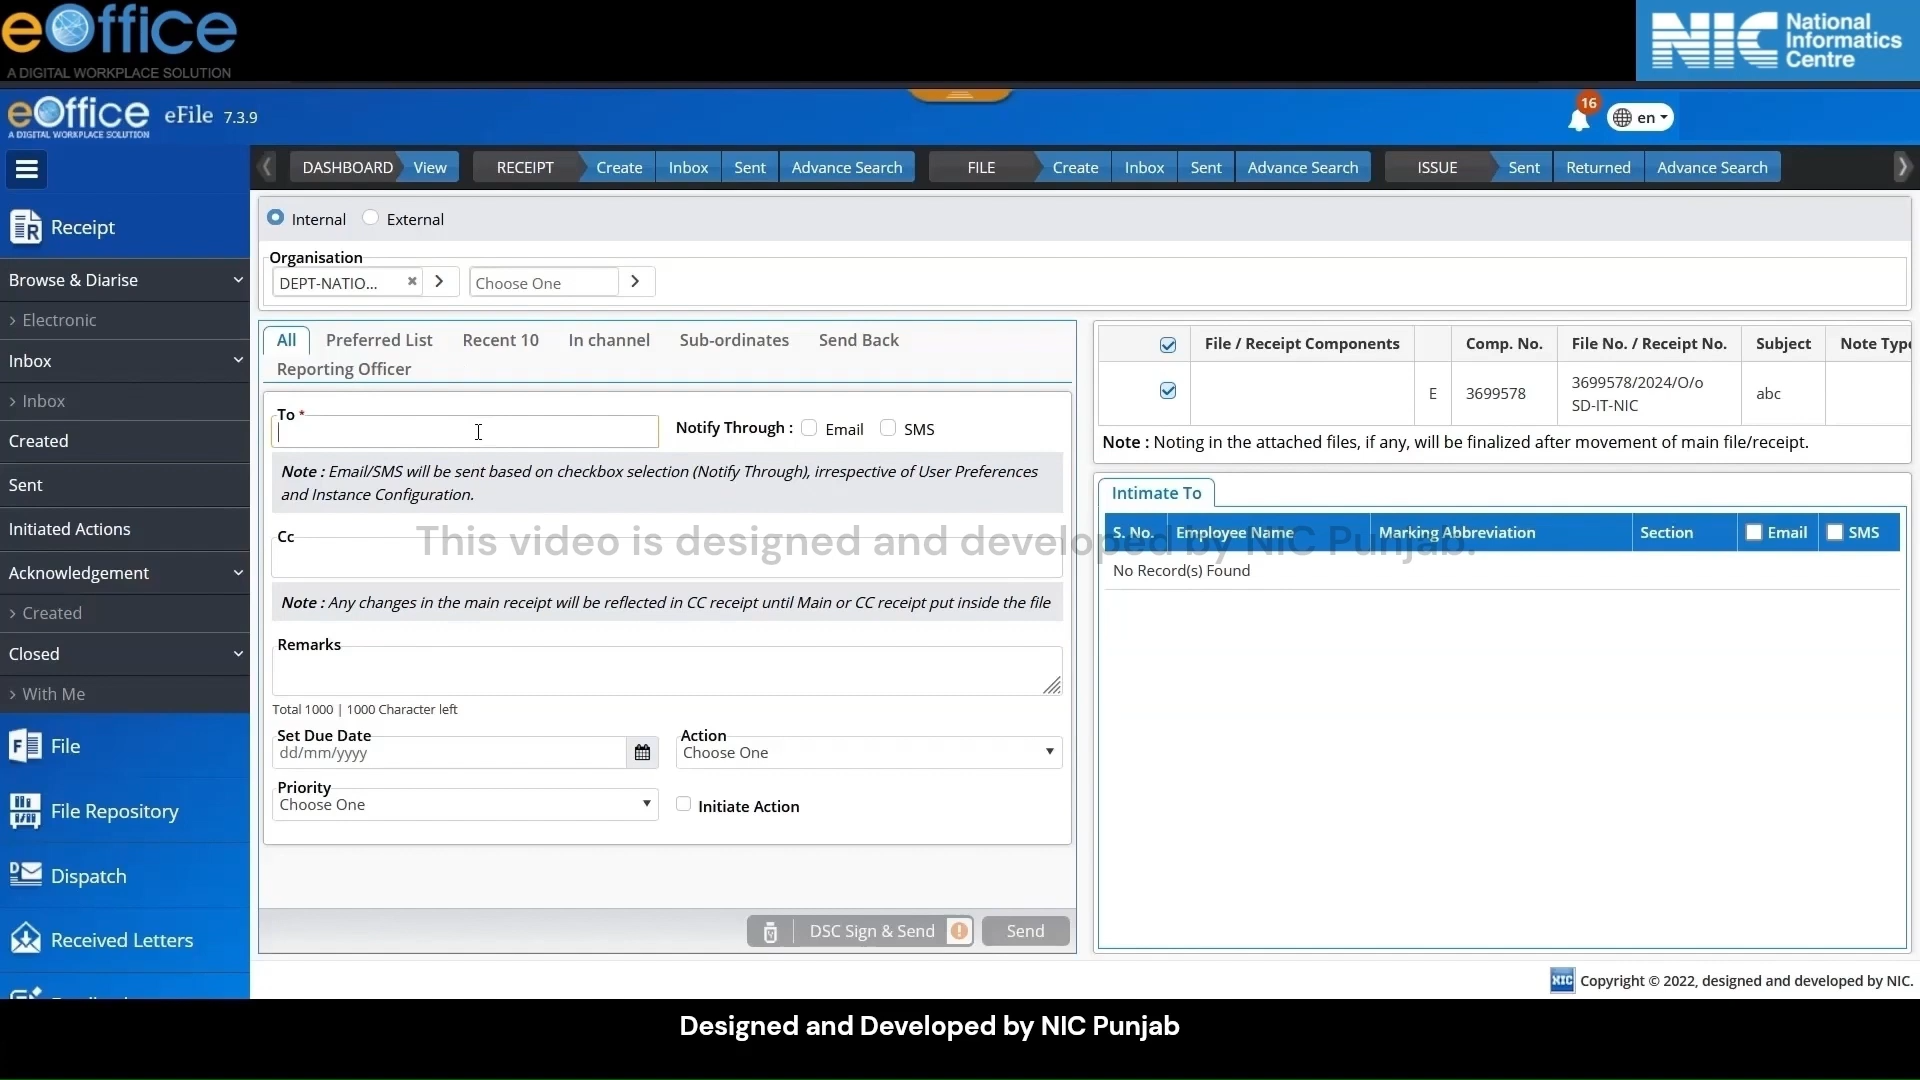 eOffice
A DIGITAL WORKPLACE SOLUTION
NIC National
Informatics
Centre
eOffice
A DIGITAL WORKPLACE SOLUTION
eFile 7.3.9
16
en
DASHBOARD View RECEIPT Create Inbox Sent Advance Search FILE Create Inbox Sent Advance Search ISSUE Sent Returned Advance Search
Receipt
Browse & Diarise
> Electronic
Inbox
> Inbox
Created
Sent
Initiated Actions
Acknowledgement
> Created
Closed
> With Me
File
File Repository
Dispatch
Received Letters
Internal External
Organisation
DEPT-NATIO... Choose One
All Preferred List Recent 10 In channel Sub-ordinates Send Back
Reporting Officer
To *
Notify Through : Email SMS
Note : Email/SMS will be sent based on checkbox selection (Notify Through), irrespective of User Preferences
and Instance Configuration.
Cc
Note : Any changes in the main receipt will be reflected in CC receipt until Main or CC receipt put inside the file
Remarks
Total 1000 | 1000 Character left
Set Due Date
dd/mm/yyyy
Action
Choose One
Priority
Choose One
Initiate Action
DSC Sign & Send Send
File / Receipt Components Comp. No. File No. / Receipt No. Subject Note Type
E 3699578 3699578/2024/O/o
SD-IT-NIC abc
Note : Noting in the attached files, if any, will be finalized after movement of main file/receipt.
Intimate To
S. No. Employee Name Marking Abbreviation Section Email SMS
No Record(s) Found
This video is designed and developed by NIC Punjab.
NIC Copyright © 2022, designed and developed by NIC.
Designed and Developed by NIC Punjab